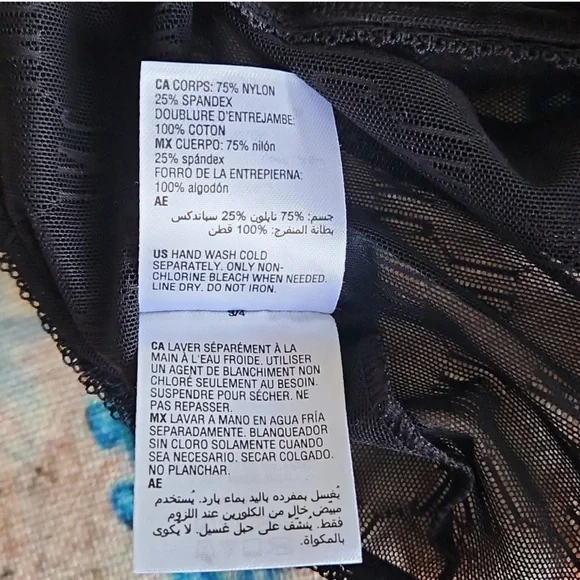 CA CORPS: 75% NYLON
25% SPANDEX
DOUBLURE D'ENTREJAMBE:
100% COTON
MX CUERPO: 75% nilón
25% spándex
FORRO DE LA ENTREPIERNA:
100% algodón
AE
جسم: 75% نايلون 25% سباندكس
بطانة المنفرج: 100% قطن
US HAND WASH COLD
SEPARATELY. ONLY NON-
CHLORINE BLEACH WHEN NEEDED.
LINE DRY. DO NOT IRON.
3/4
CA LAVER SÉPARÉMENT À LA
MAIN À L'EAU FROIDE. UTILISER
UN AGENT DE BLANCHIMENT NON
CHLORÉ SEULEMENT AU BESOIN.
SUSPENDRE POUR SÉCHER. NE
PAS REPASSER.
MX LAVAR A MANO EN AGUA FRÍA
SEPARADAMENTE. BLANQUEADOR
SIN CLORO SOLAMENTE CUANDO
SEA NECESARIO. SECAR COLGADO.
NO PLANCHAR.
AE
يُغسل بمفرده باليد بماء بارد. يُستخدم
مبيّض خالٍ من الكلورين عند اللزوم
فقط. يُنشّف على حبل غسيل. لا يُكوى
بالمكواة.